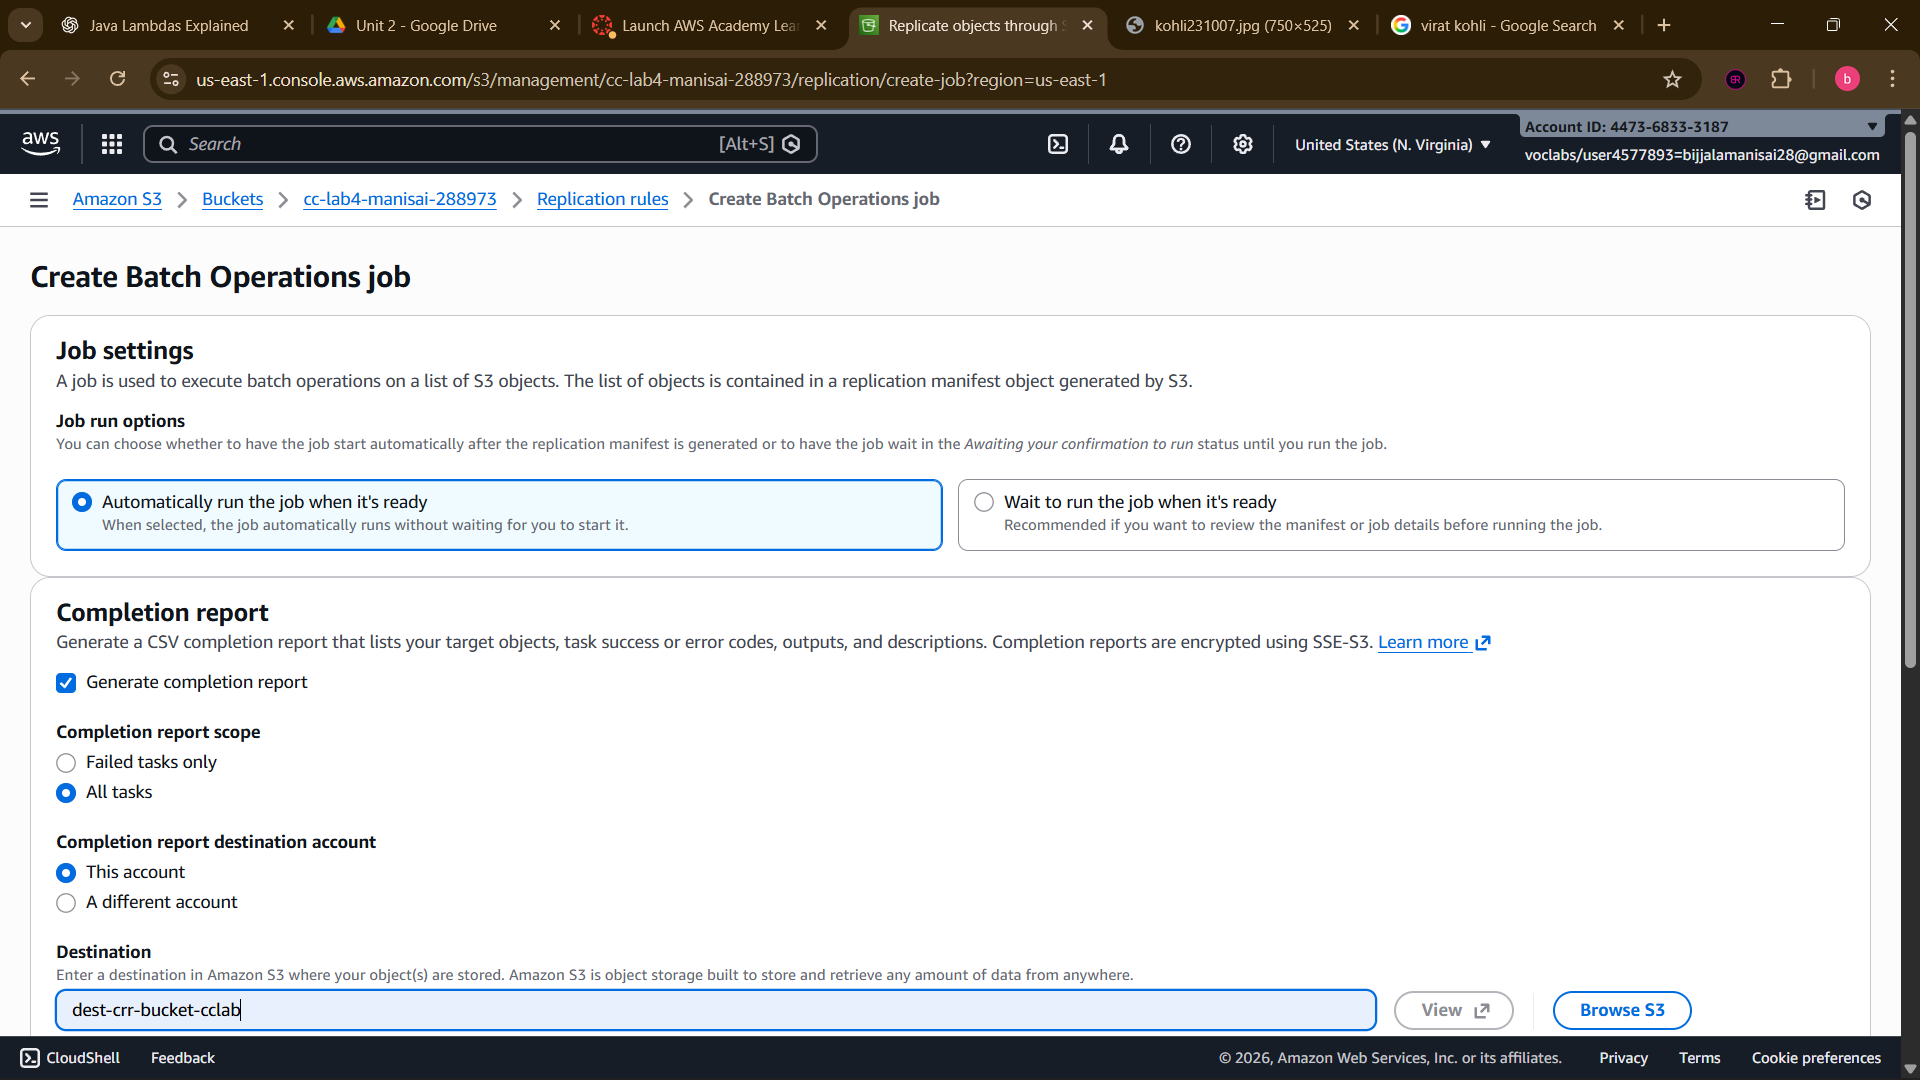 Java Lambdas Explained
Unit 2 - Google Drive
Launch AWS Academy Lea
Replicate objects through S
kohli231007.jpg (750×525)
virat kohli - Google Search
us-east-1.console.aws.amazon.com/s3/management/cc-lab4-manisai-288973/replication/create-job?region=us-east-1
b
aws
Search
[Alt+S]
United States (N. Virginia)
Account ID: 4473-6833-3187
voclabs/user4577893=bijjalamanisai28@gmail.com
Amazon S3 > Buckets > cc-lab4-manisai-288973 > Replication rules > Create Batch Operations job
Create Batch Operations job
Job settings
A job is used to execute batch operations on a list of S3 objects. The list of objects is contained in a replication manifest object generated by S3.
Job run options
You can choose whether to have the job start automatically after the replication manifest is generated or to have the job wait in the Awaiting your confirmation to run status until you run the job.
Automatically run the job when it's ready
When selected, the job automatically runs without waiting for you to start it.
Wait to run the job when it's ready
Recommended if you want to review the manifest or job details before running the job.
Completion report
Generate a CSV completion report that lists your target objects, task success or error codes, outputs, and descriptions. Completion reports are encrypted using SSE-S3. Learn more
Generate completion report
Completion report scope
Failed tasks only
All tasks
Completion report destination account
This account
A different account
Destination
Enter a destination in Amazon S3 where your object(s) are stored. Amazon S3 is object storage built to store and retrieve any amount of data from anywhere.
dest-crr-bucket-cclab
View
Browse S3
CloudShell
Feedback
© 2026, Amazon Web Services, Inc. or its affiliates.
Privacy
Terms
Cookie preferences